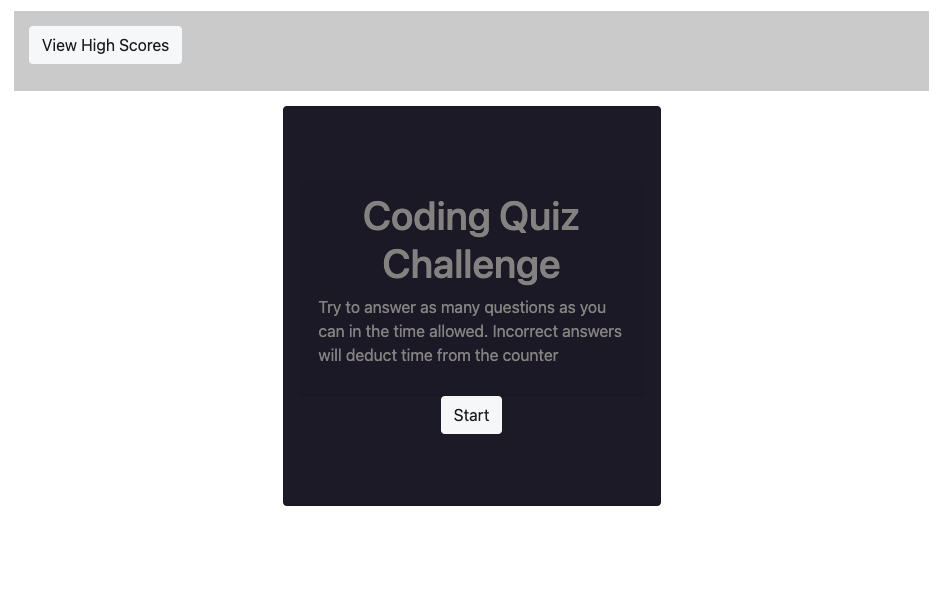 View High Scores
Coding Quiz
Challenge
Try to answer as many questions as you
can in the time allowed. Incorrect answers
will deduct time from the counter
Start